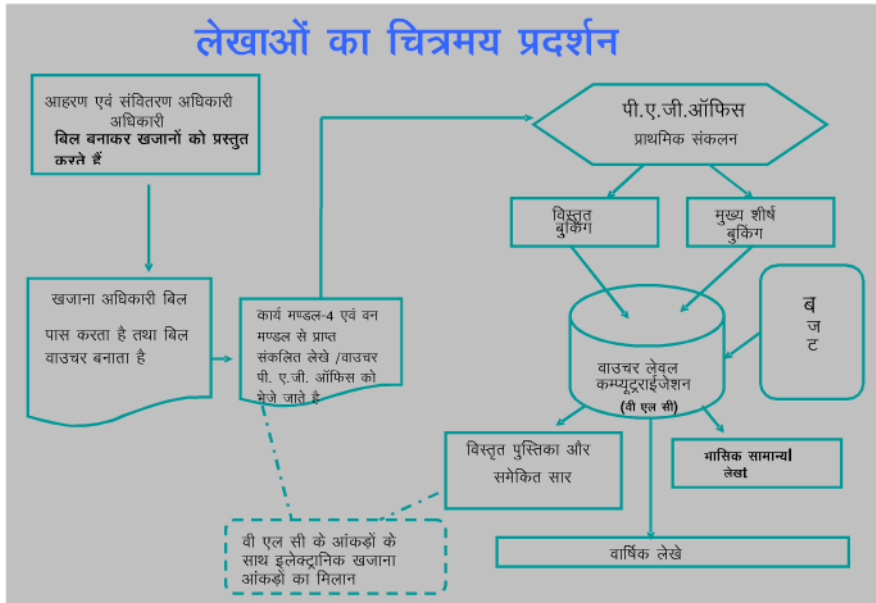 लेखाओं का चित्रमय प्रदर्शन
आहरण एवं संवितरण अधिकारी
अधिकारी
बिल बनाकर खजानों को प्रस्तुत
करते हैं
पी.ए.जी.ऑफिस
प्राथमिक संकलन
विस्तृत
बुकिंग
मुख्य शीर्ष
बुकिंग
खजाना अधिकारी बिल
पास करता है तथा बिल
वाउचर बनाता है
कार्य मण्डल-4 एवं वन
मण्डल से प्राप्त
संकलित लेखे /वाउचर
पी. ए.जी. ऑफिस को
भेजे जाते है
ब
ज
ट
वाउचर लेवल
कम्प्यूटरराईजेशन
(वी एल सी)
विस्तृत पुस्तिका और
समेकित सार
भासिक सामान्य
लेख
वी एल सी के आंकड़ों के
साथ इलेक्ट्रानिक खजाना
आंकड़ों का मिलान
वार्षिक लेखे